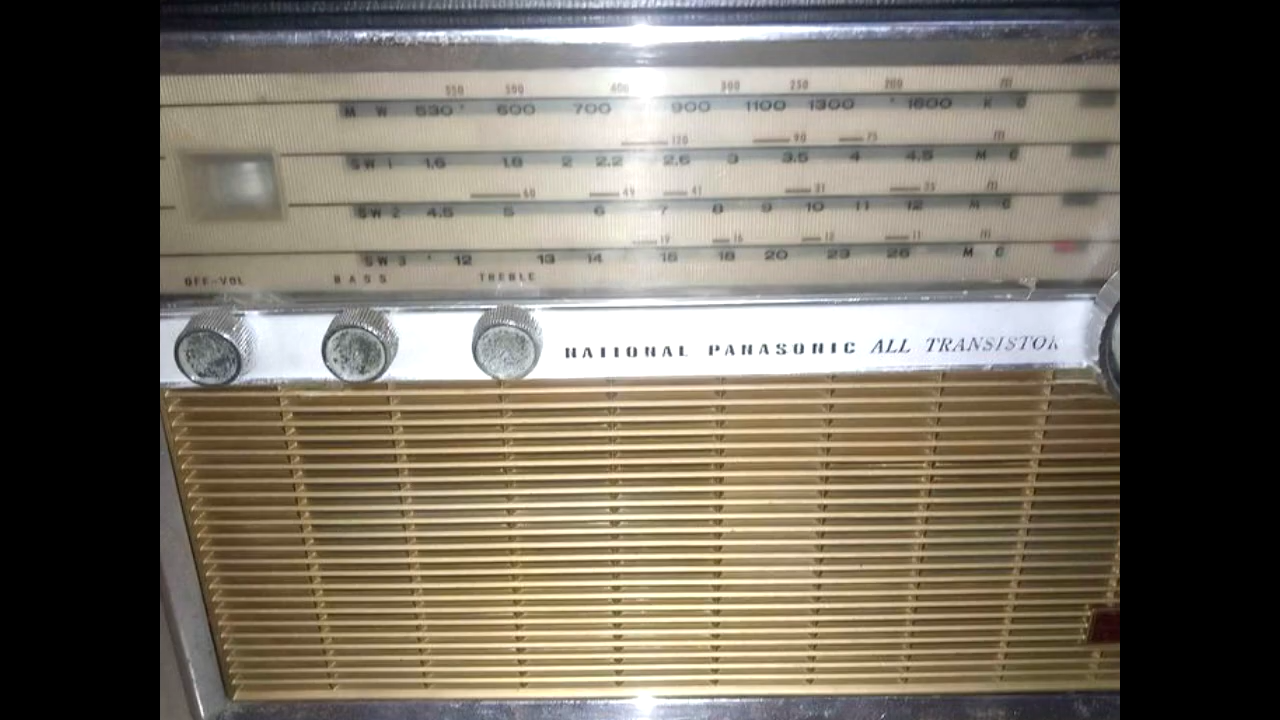 550 500 400 300 250 200 m
M W 530 600 700 900 1100 1300 1600 K C
120 90 75 m
SW 1 1.6 1.8 2 2.2 2.6 3 3.5 4 4.5 M C
60 49 41 31 25 m
SW 2 4.5 5 6 7 8 9 10 11 12 M C
19 16 13 11 m
SW 3 12 13 14 16 18 20 23 26 M C
OFF-VOL BASS TREBLE
NATIONAL PANASONIC ALL TRANSISTOR